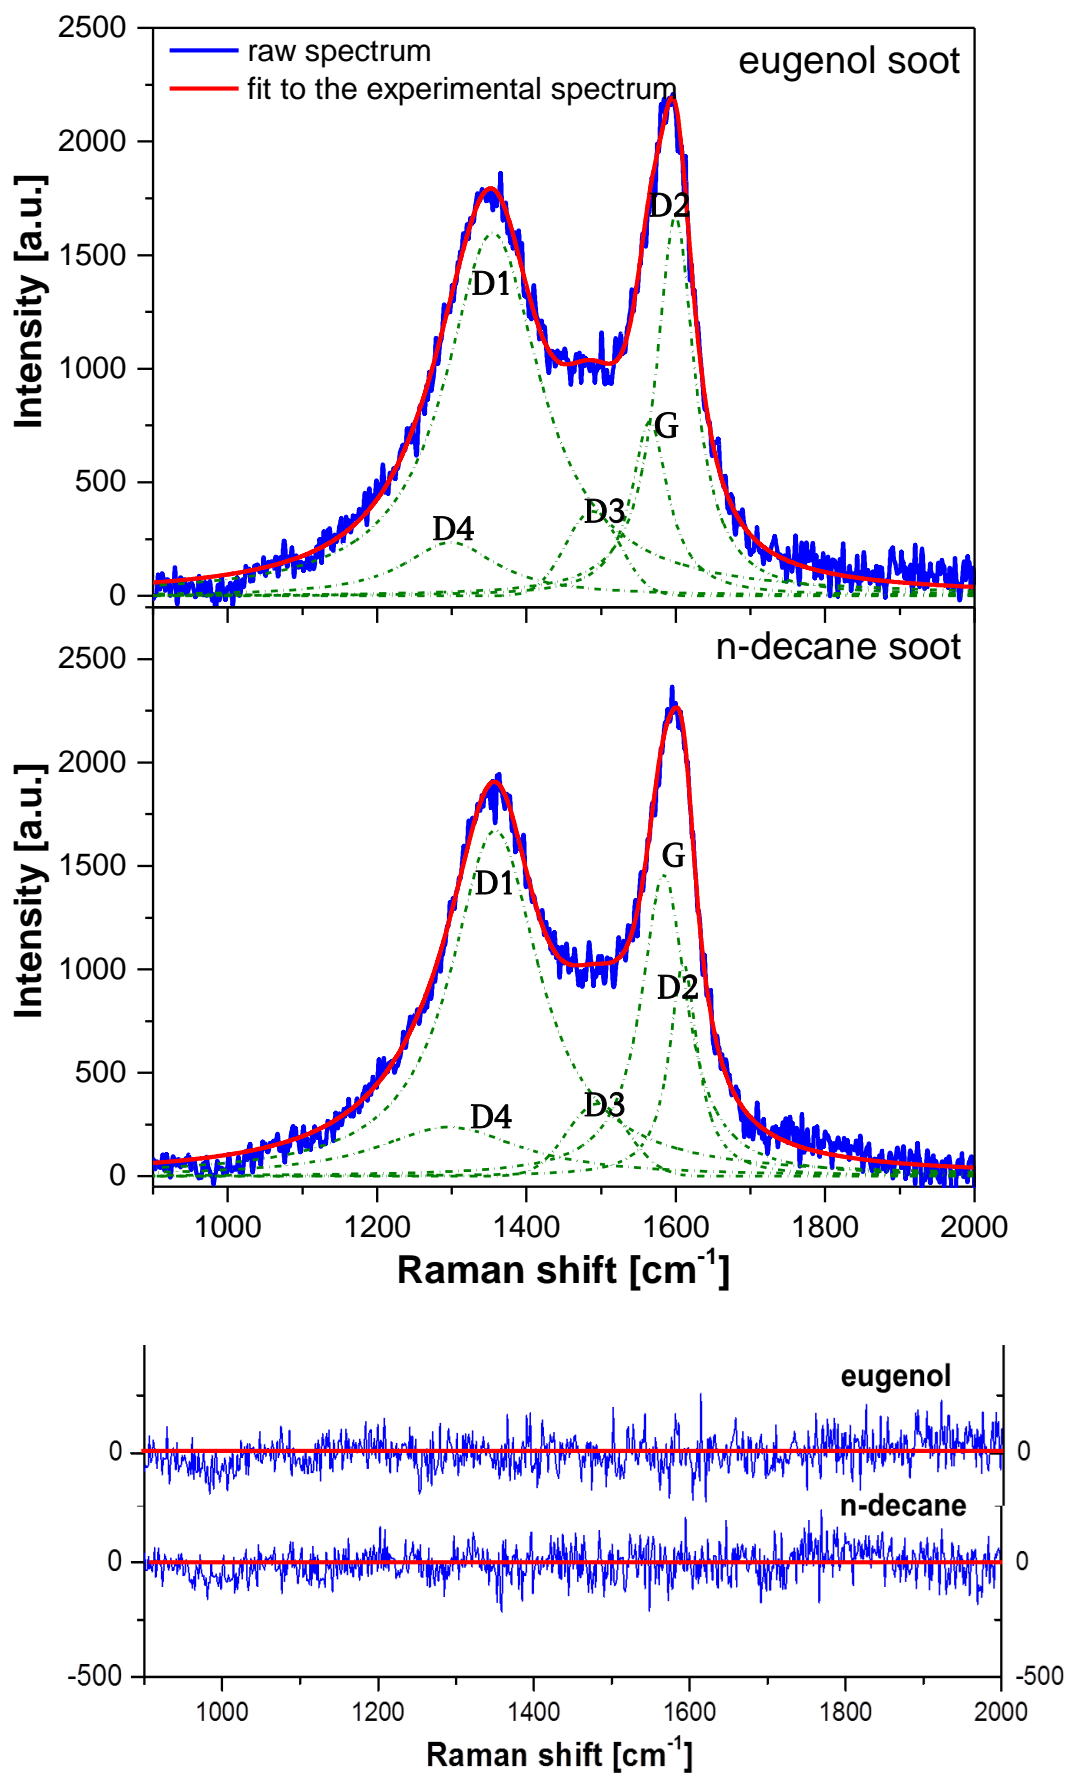 2500
raw spectrum
eugenol soot
fit to the experimental spectrum
2000
D2
Intensity [a.u.]
1500
D1
1000
G
500
D3
D4
0
n-decane soot
2500
2000
Intensity [a.u.]
1500
G
D1
1000
D2
500
D4
D3
0
1000 1200 1400 1600 1800 2000
Raman shift [cm-1]
eugenol
0 0
n-decane
0 0
-500 -500
1000 1200 1400 1600 1800 2000
Raman shift [cm-1]